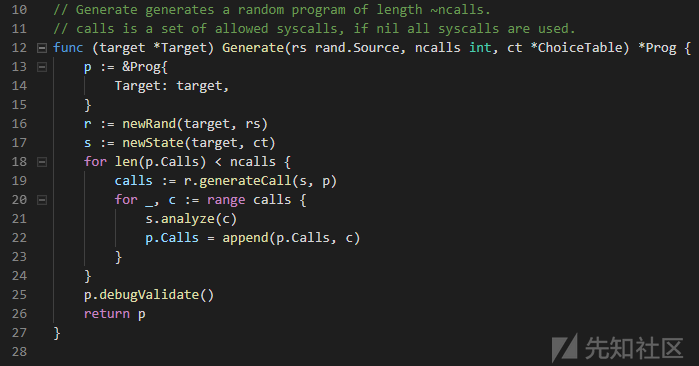 10 // Generate generates a random program of length ~ncalls.
11 // calls is a set of allowed syscalls, if nil all syscalls are used.
12 func (target *Target) Generate(rs rand.Source, ncalls int, ct *ChoiceTable) *Prog {
13 p := &Prog{
14 Target: target,
15 }
16 r := newRand(target, rs)
17 s := newState(target, ct)
18 for len(p.Calls) < ncalls {
19 calls := r.generateCall(s, p)
20 for _, c := range calls {
21 s.analyze(c)
22 p.Calls = append(p.Calls, c)
23 }
24 }
25 p.debugValidate()
26 return p
27 }
28
先知社区